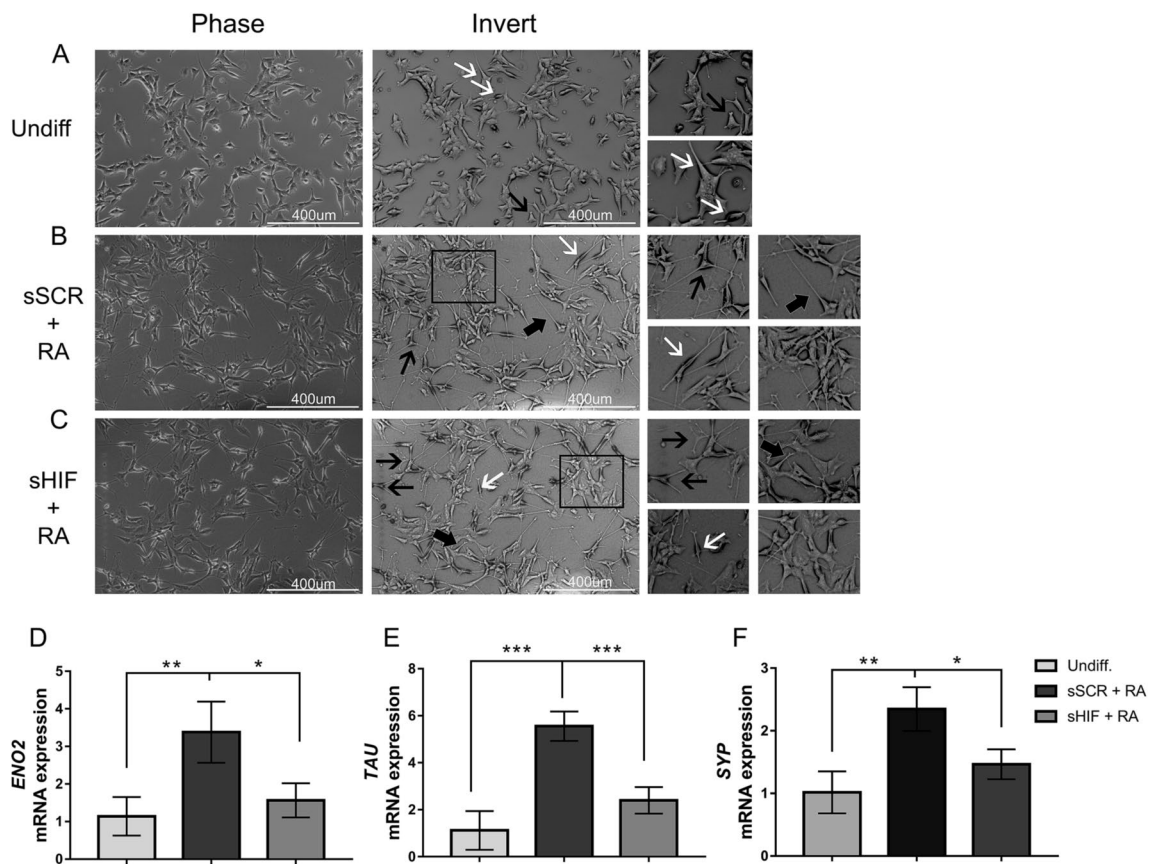 Phase
Invert
A
Undiff
400um
400um
B
sSCR
+
RA
400um
400um
C
sHIF
+
RA
400um
400um
D
ENO2
mRNA expression
5
4
3
2
1
0
**
*
E
TAU
mRNA expression
8
6
4
2
0
***
***
F
SYP
mRNA expression
3
2
1
0
**
*
Undiff.
sSCR + RA
sHIF + RA